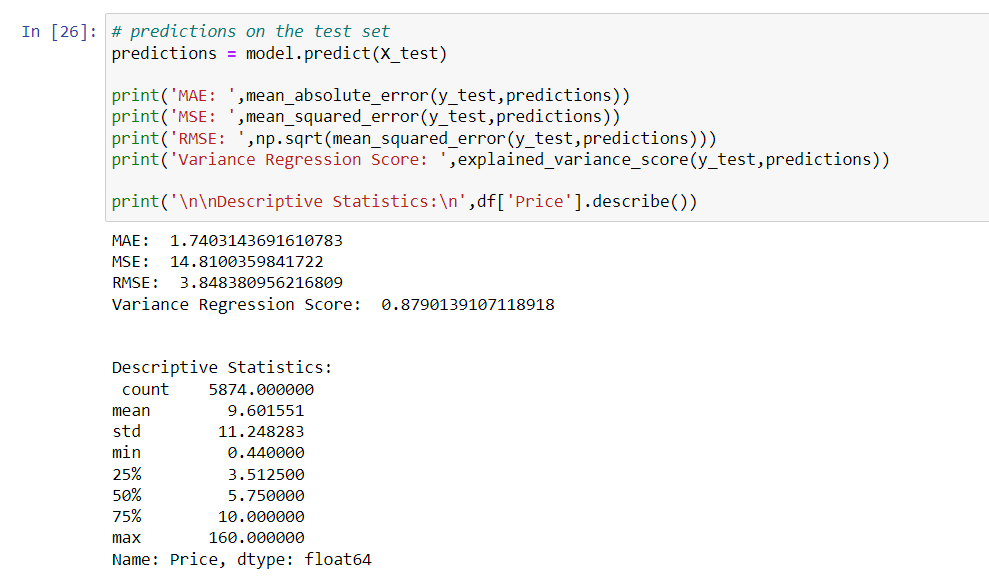 In [26]: # predictions on the test set
predictions = model.predict(X_test)
print('MAE: ',mean_absolute_error(y_test,predictions))
print('MSE: ',mean_squared_error(y_test,predictions))
print('RMSE: ',np.sqrt(mean_squared_error(y_test,predictions)))
print('Variance Regression Score: ',explained_variance_score(y_test,predictions))
print('\n\nDescriptive Statistics:\n',df['Price'].describe())
MAE:  1.7403143691610783
MSE:  14.8100359841722
RMSE:  3.848380956216809
Variance Regression Score:  0.8790139107118918
Descriptive Statistics:
 count    5874.000000
mean        9.601551
std        11.248283
min         0.440000
25%         3.512500
50%         5.750000
75%        10.000000
max       160.000000
Name: Price, dtype: float64